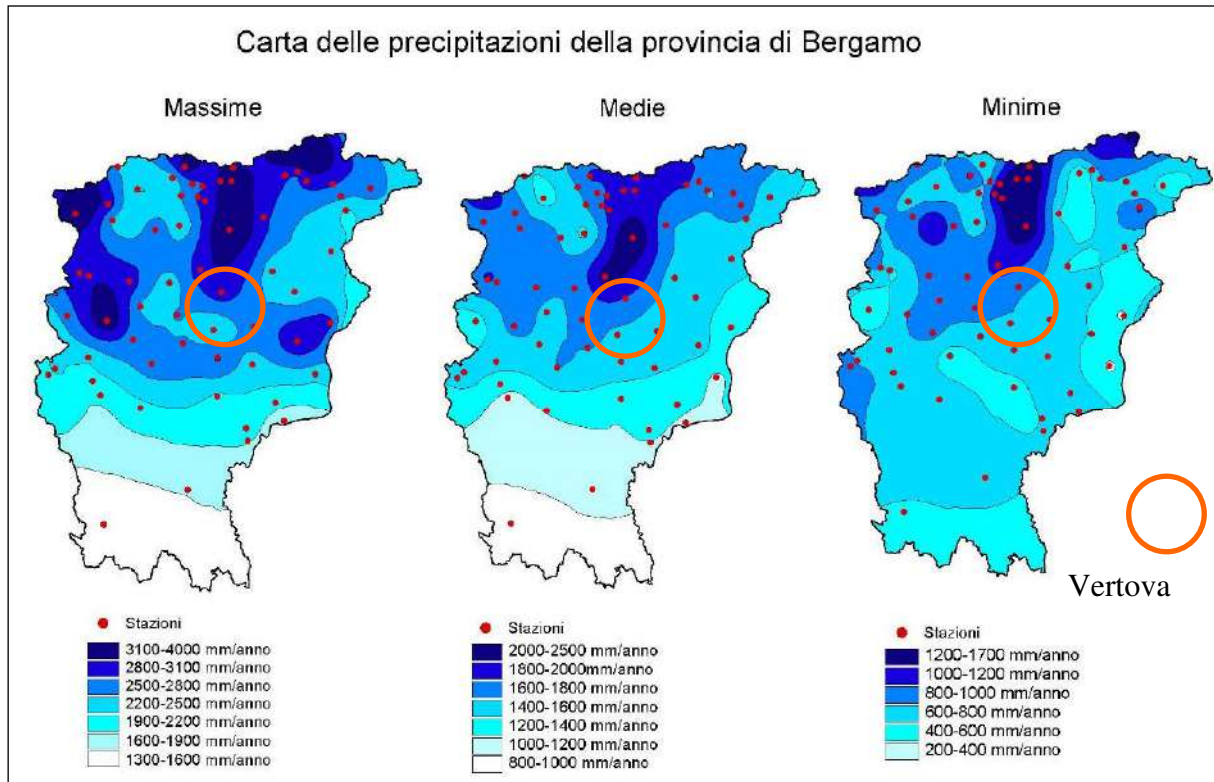 Carta delle precipitazioni della provincia di Bergamo
Massime
Medie
Minime
Vertova
Stazioni
3100-4000 mm/anno
2800-3100 mm/anno
2500-2800 mm/anno
2200-2500 mm/anno
1900-2200 mm/anno
1600-1900 mm/anno
1300-1600 mm/anno
Stazioni
2000-2500 mm/anno
1800-2000mm/anno
1600-1800 mm/anno
1400-1600 mm/anno
1200-1400 mm/anno
1000-1200 mm/anno
800-1000 mm/anno
Stazioni
1200-1700 mm/anno
1000-1200 mm/anno
800-1000 mm/anno
600-800 mm/anno
400-600 mm/anno
200-400 mm/anno